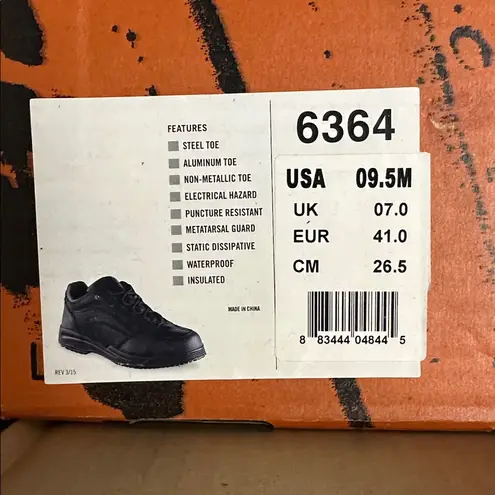 FEATURES
STEEL TOE
ALUMINUM TOE
NON-METALLIC TOE
ELECTRICAL HAZARD
PUNCTURE RESISTANT
METATARSAL GUARD
STATIC DISSIPATIVE
WATERPROOF
INSULATED
MADE IN CHINA
REV 3/15
6364
USA 09.5M
UK 07.0
EUR 41.0
CM 26.5
8 83444 04844 5